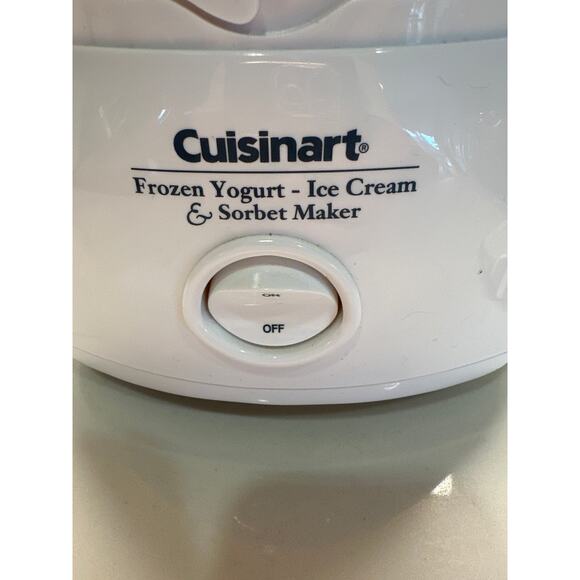 Cuisinart®
Frozen Yogurt - Ice Cream
& Sorbet Maker
ON
OFF